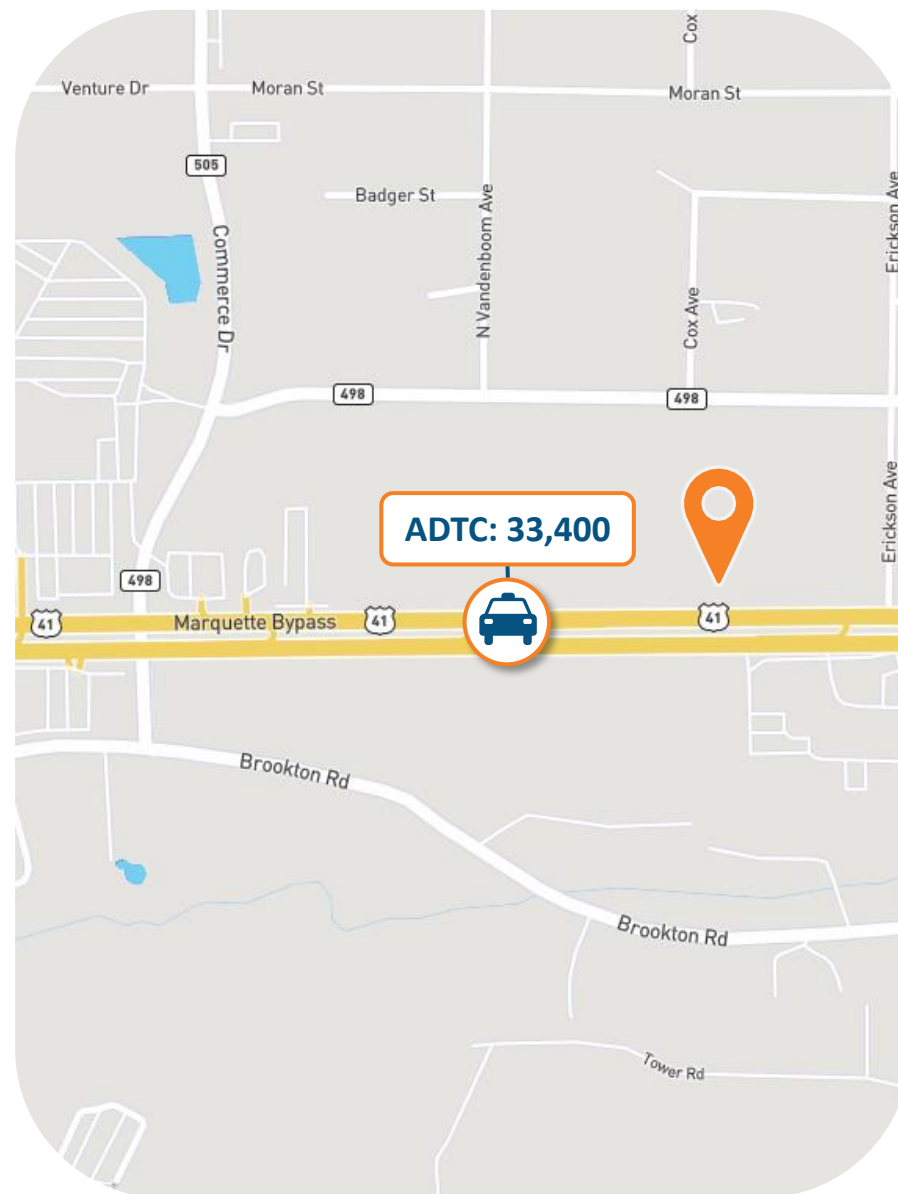 Cox
Venture Dr
Moran St
Moran St
505
Badger St
N Vandenboom Ave
Erickson Ave
Commerce Dr
Cox Ave
498
498
ADTC: 33,400
Erickson Ave
498
41
Marquette Bypass
41
41
Brookton Rd
Brookton Rd
Tower Rd